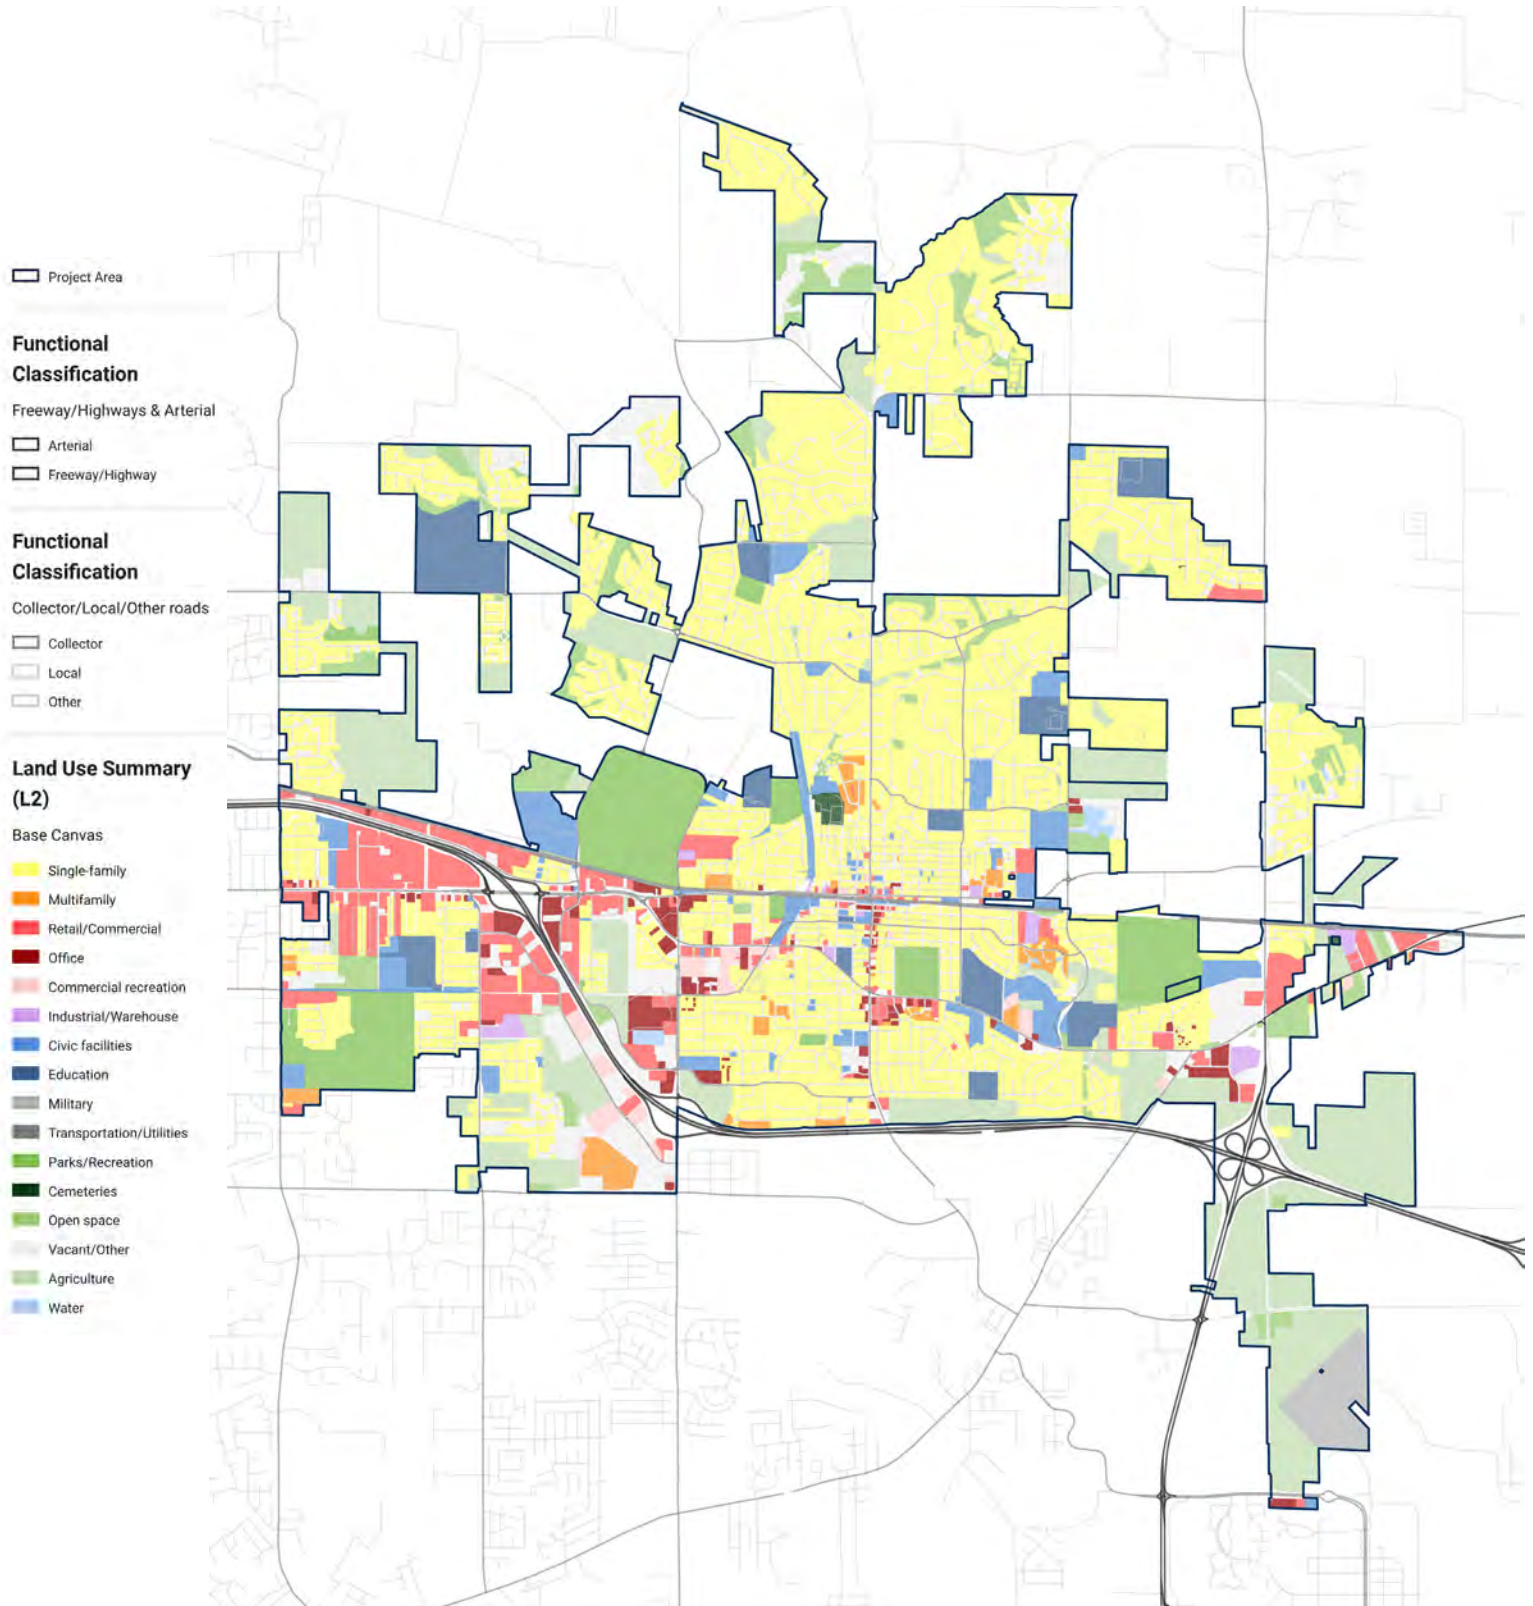 Project Area
Functional
Classification
Freeway/Highways & Arterial
Arterial
Freeway/Highway
Functional
Classification
Collector/Local/Other roads
Collector
Local
Other
Land Use Summary
(L2)
Base Canvas
Single-family
Multifamily
Retail/Commercial
Office
Commercial recreation
Industrial/Warehouse
Civic facilities
Education
Military
Transportation/Utilities
Parks/Recreation
Cemeteries
Open space
Vacant/Other
Agriculture
Water